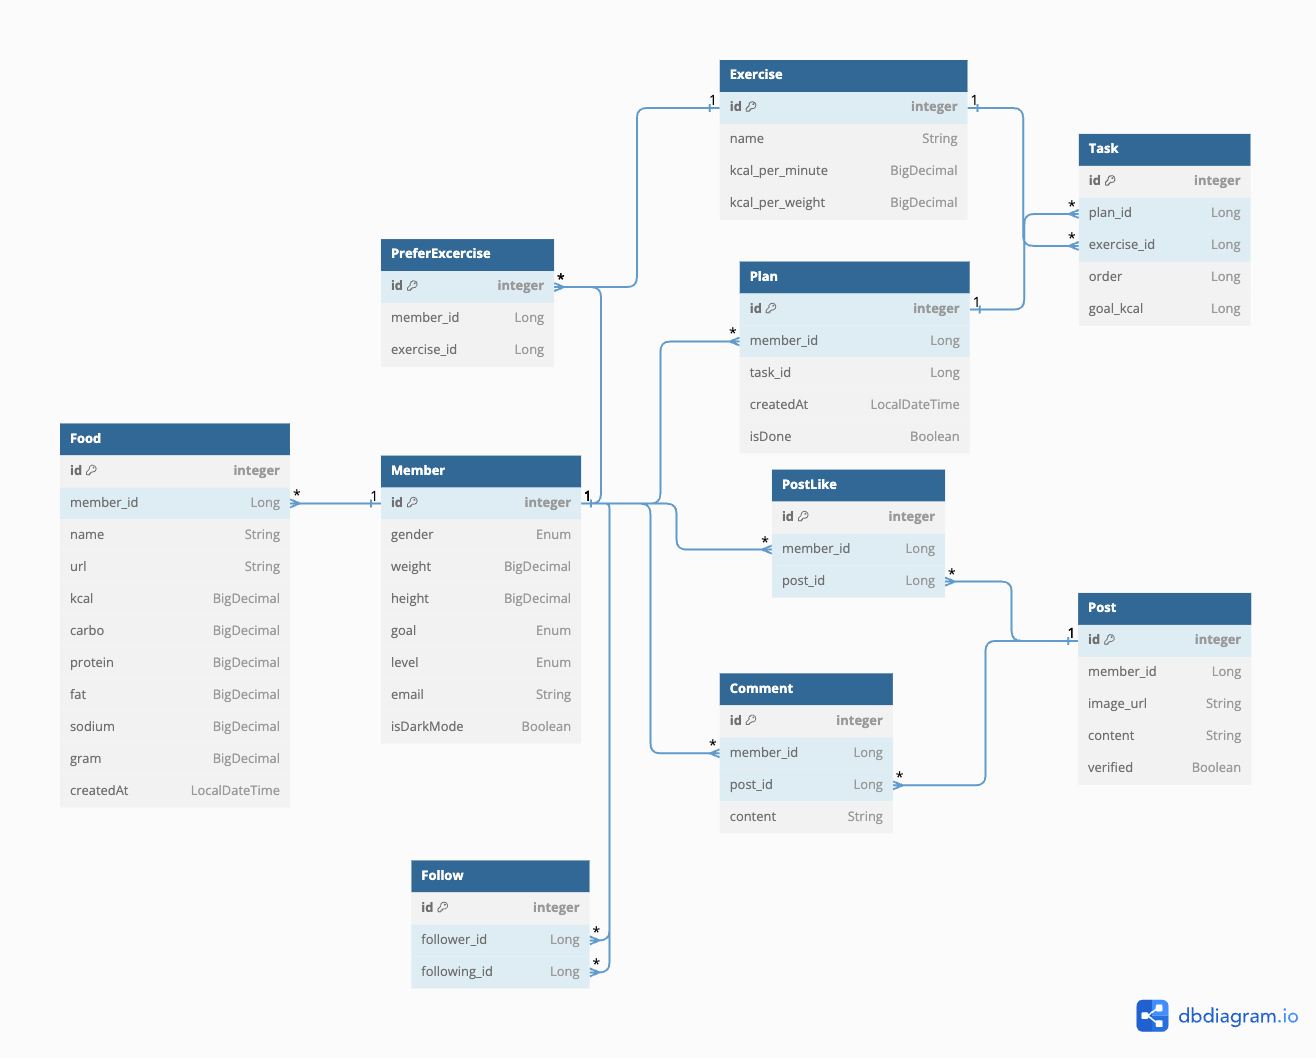 Exercise
1 id integer 1
name String
kcal_per_minute BigDecimal
kcal_per_weight BigDecimal
Task
id integer
* plan_id Long
* exercise_id Long
order Long
goal_kcal Long
PreferExcercise
id integer *
member_id Long
exercise_id Long
Plan
id integer 1
* member_id Long
task_id Long
createdAt LocalDateTime
isDone Boolean
Food
id integer
member_id Long *
name String
url String
kcal BigDecimal
carbo BigDecimal
protein BigDecimal
fat BigDecimal
sodium BigDecimal
gram BigDecimal
createdAt LocalDateTime
Member
1 id integer 1
gender Enum
weight BigDecimal
height BigDecimal
goal Enum
level Enum
email String
isDarkMode Boolean
PostLike
id integer
* member_id Long
post_id Long *
Post
1 id integer
member_id Long
image_url String
content String
verified Boolean
Comment
id integer
* member_id Long
post_id Long *
content String
Follow
id integer
follower_id Long *
following_id Long *
dbdiagram.io